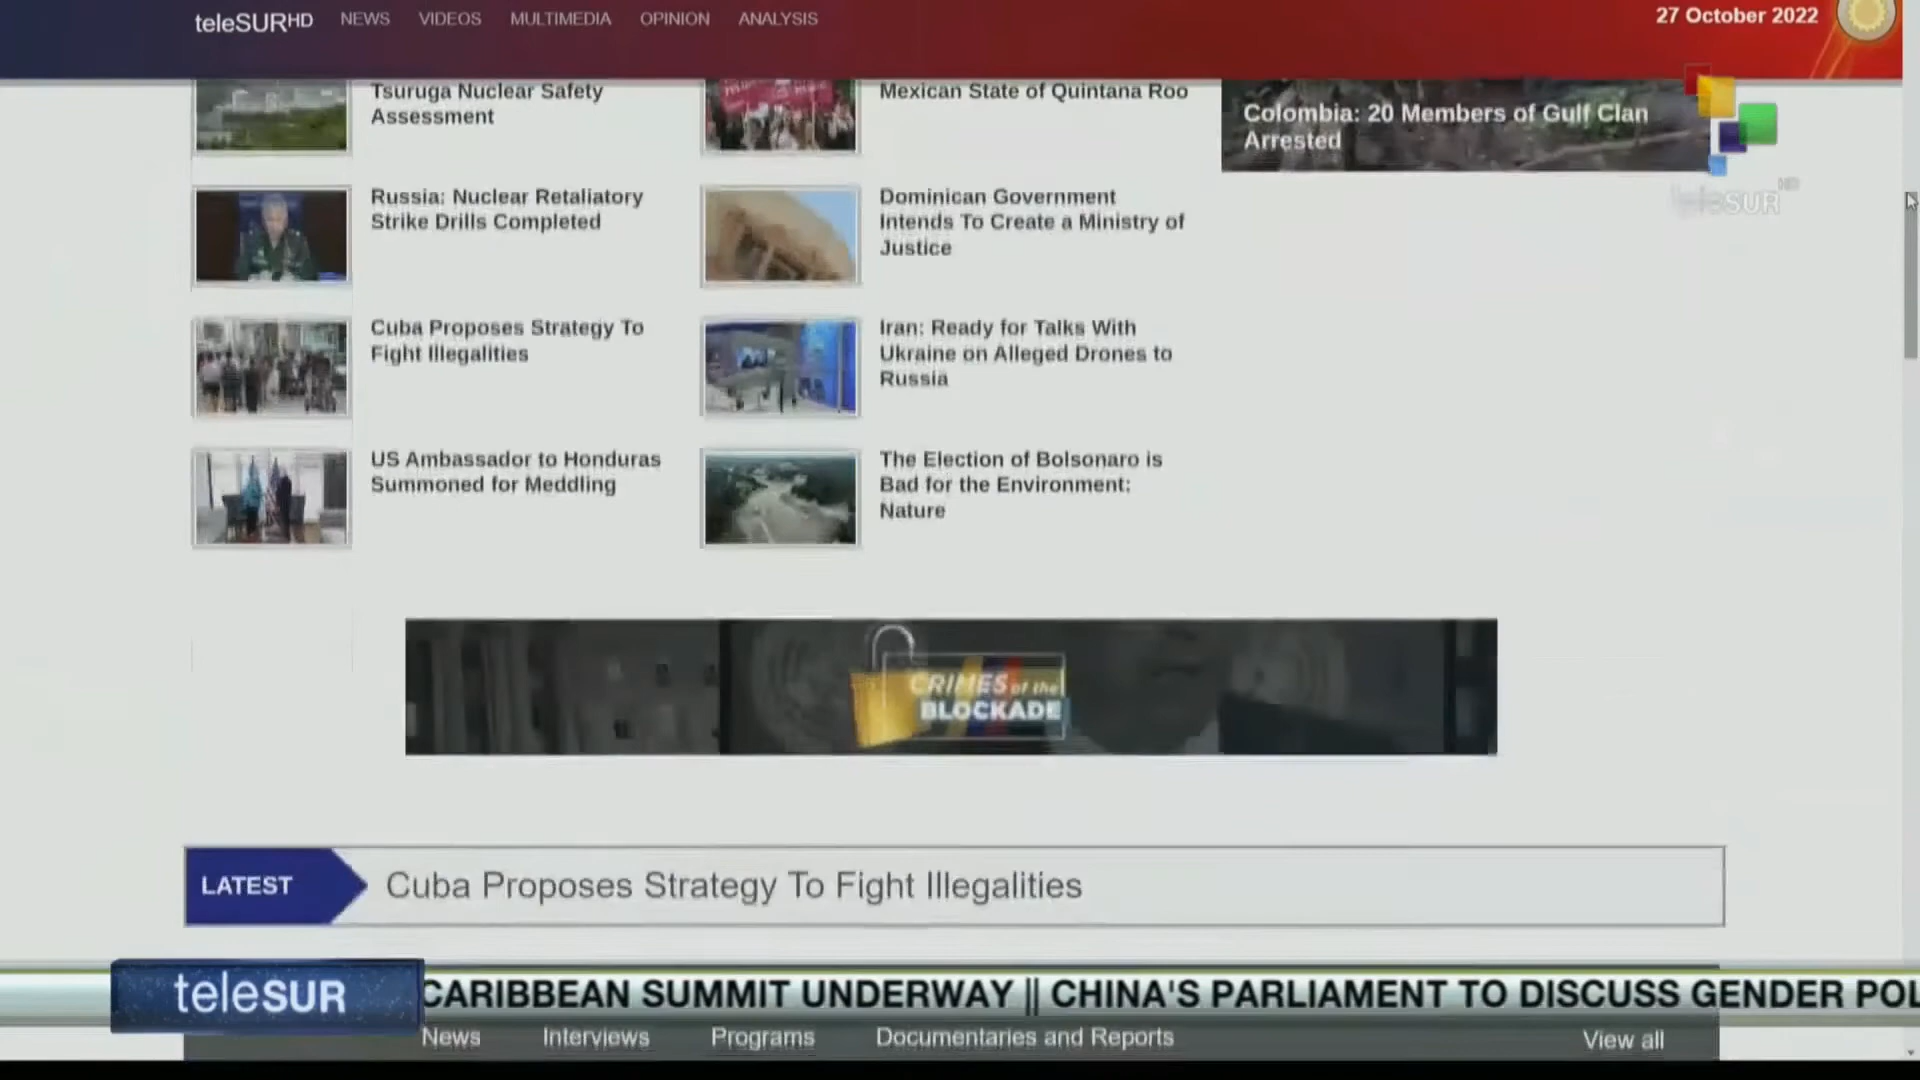 teleSURHD NEWS VIDEOS MULTIMEDIA OPINION ANALYSIS
27 October 2022
Tsuruga Nuclear Safety
Assessment
Mexican State of Quintana Roo
Colombia: 20 Members of Gulf Clan
Arrested
teleSUR HD
Russia: Nuclear Retaliatory
Strike Drills Completed
Dominican Government
Intends To Create a Ministry of
Justice
Cuba Proposes Strategy To
Fight Illegalities
Iran: Ready for Talks With
Ukraine on Alleged Drones to
Russia
US Ambassador to Honduras
Summoned for Meddling
The Election of Bolsonaro is
Bad for the Environment:
Nature
CRIMES of the
BLOCKADE
LATEST
Cuba Proposes Strategy To Fight Illegalities
teleSUR
CARIBBEAN SUMMIT UNDERWAY || CHINA'S PARLIAMENT TO DISCUSS GENDER POL
News Interviews Programs Documentaries and Reports View all